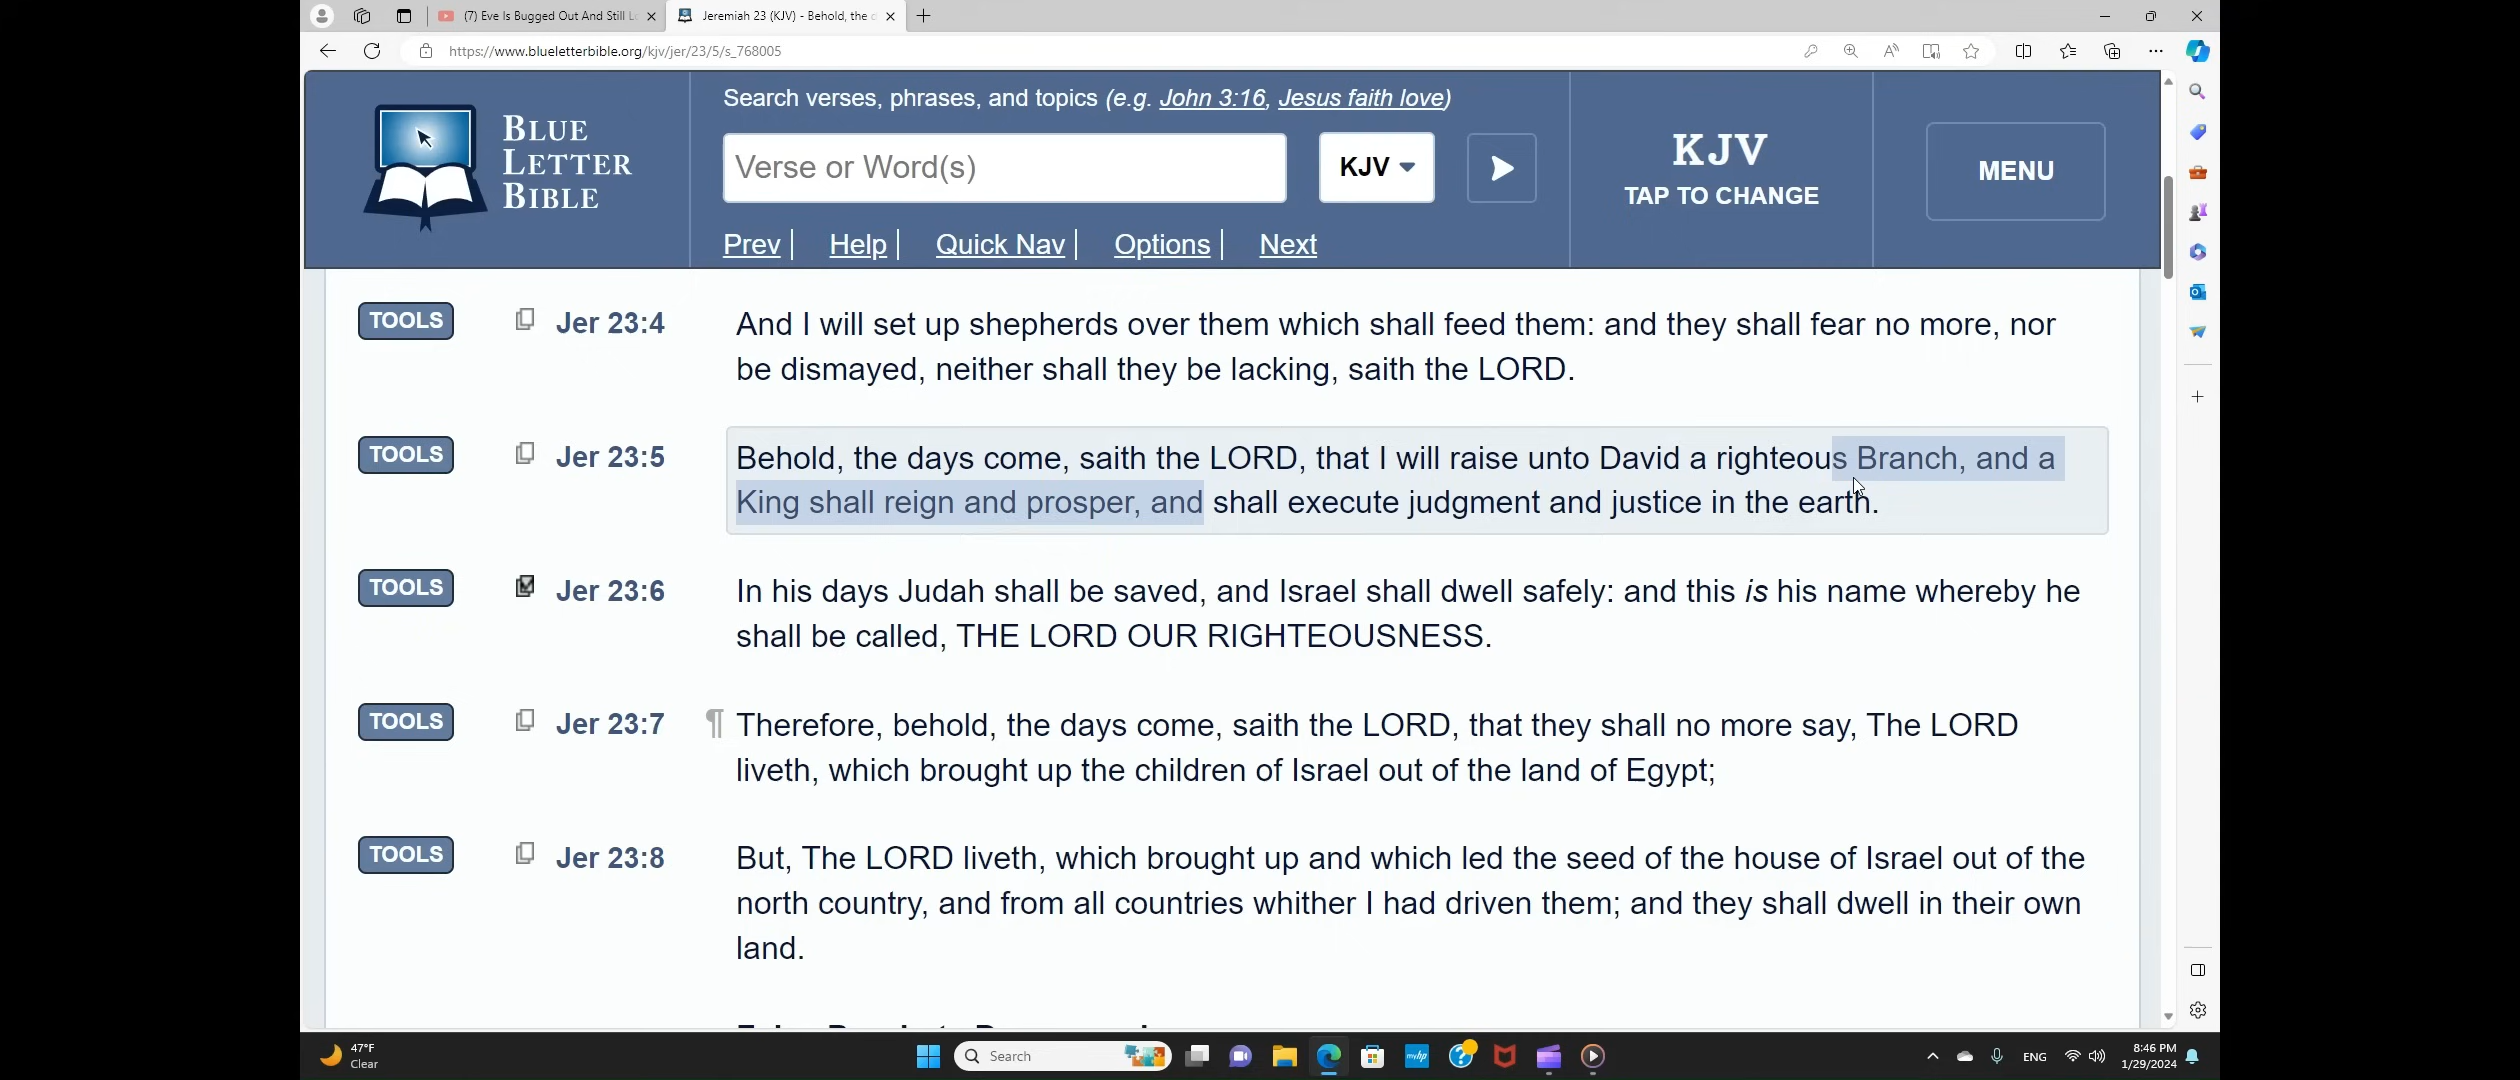 (7) Eve Is Bugged Out And Still
Jeremiah 23 (KJV) - Behold, the
https://www.blueletterbible.org/kjv/jer/23/5/s_768005
BLUE
LETTER
BIBLE
Search verses, phrases, and topics (e.g. John 3:16, Jesus faith love)
Verse or Word(s)
KJV
Prev
Help
Quick Nav
Options
Next
KJV
TAP TO CHANGE
MENU
TOOLS Jer 23:4 And I will set up shepherds over them which shall feed them: and they shall fear no more, nor
be dismayed, neither shall they be lacking, saith the LORD.
TOOLS Jer 23:5 Behold, the days come, saith the LORD, that I will raise unto David a righteous Branch, and a
King shall reign and prosper, and shall execute judgment and justice in the earth.
TOOLS Jer 23:6 In his days Judah shall be saved, and Israel shall dwell safely: and this is his name whereby he
shall be called, THE LORD OUR RIGHTEOUSNESS.
TOOLS Jer 23:7 ¶ Therefore, behold, the days come, saith the LORD, that they shall no more say, The LORD
liveth, which brought up the children of Israel out of the land of Egypt;
TOOLS Jer 23:8 But, The LORD liveth, which brought up and which led the seed of the house of Israel out of the
north country, and from all countries whither I had driven them; and they shall dwell in their own
land.
47°F
Clear
Search
myhp
ENG
8:46 PM
1/29/2024